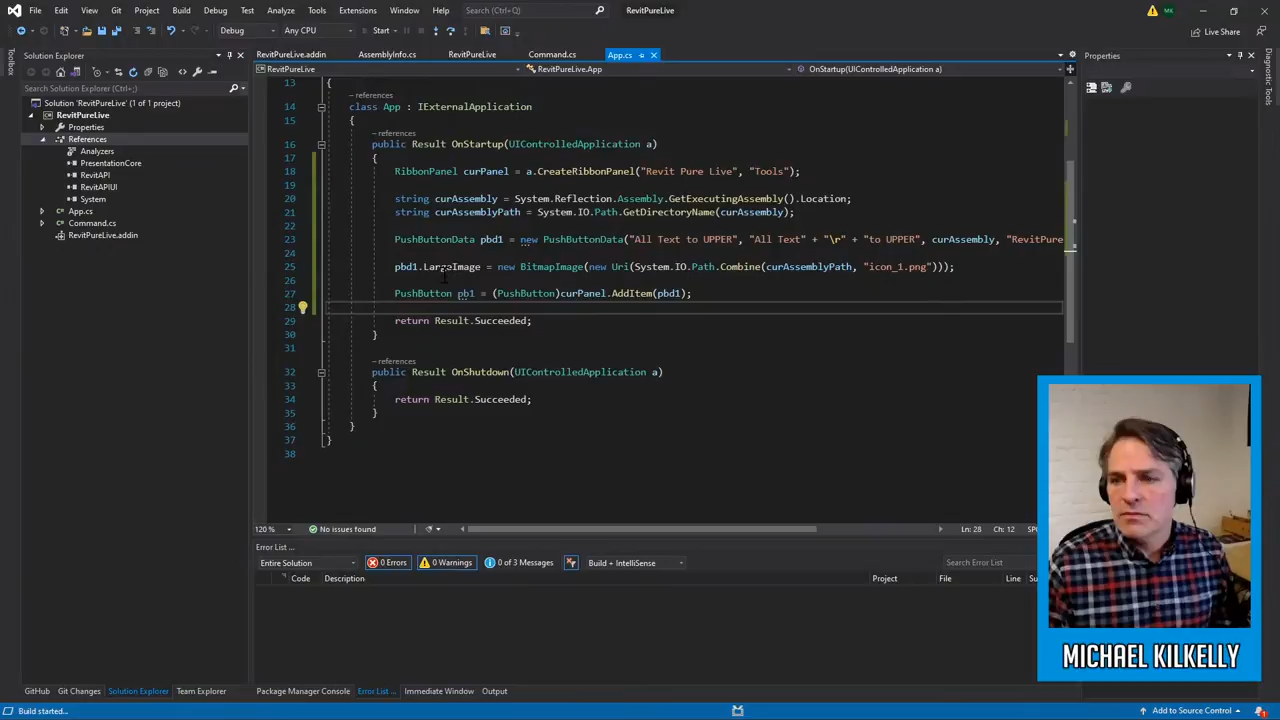 File Edit View Git Project Build Debug Test Analyze Tools Extensions Window Help Search (Ctrl+Q) RevitPureLive MK
Debug Any CPU Start Live Share
Toolbox
Solution Explorer
Search Solution Explorer (Ctrl+;)
Solution 'RevitPureLive' (1 of 1 project)
RevitPureLive
Properties
References
Analyzers
PresentationCore
RevitAPI
RevitAPIUI
System
App.cs
Command.cs
RevitPureLive.addin
RevitPureLive.addin AssemblyInfo.cs RevitPureLive Command.cs App.cs
RevitPureLive RevitPureLive.App OnStartup(UIControlledApplication a)
13 {
- references
14 class App : IExternalApplication
15 {
- references
16 public Result OnStartup(UIControlledApplication a)
17 {
18 RibbonPanel curPanel = a.CreateRibbonPanel("Revit Pure Live", "Tools");
19
20 string curAssembly = System.Reflection.Assembly.GetExecutingAssembly().Location;
21 string curAssemblyPath = System.IO.Path.GetDirectoryName(curAssembly);
22
23 PushButtonData pbd1 = new PushButtonData("All Text to UPPER", "All Text" + "\r" + "to UPPER", curAssembly, "RevitPure
24
25 pbd1.LargeImage = new BitmapImage(new Uri(System.IO.Path.Combine(curAssemblyPath, "icon_1.png")));
26
27 PushButton pb1 = (PushButton)curPanel.AddItem(pbd1);
28
29 return Result.Succeeded;
30 }
31
- references
32 public Result OnShutdown(UIControlledApplication a)
33 {
34 return Result.Succeeded;
35 }
36 }
37 }
38
120 % No issues found Ln: 28 Ch: 12
Error List ...
Entire Solution 0 Errors 0 Warnings 0 of 3 Messages Build + IntelliSense Search Error List
Code Description Project File Line
Properties
Diagnostic Tools
MICHAEL KILKELLY
GitHub Git Changes Solution Explorer Team Explorer Package Manager Console Error List ... Immediate Window Output
Build started... Add to Source Control 1